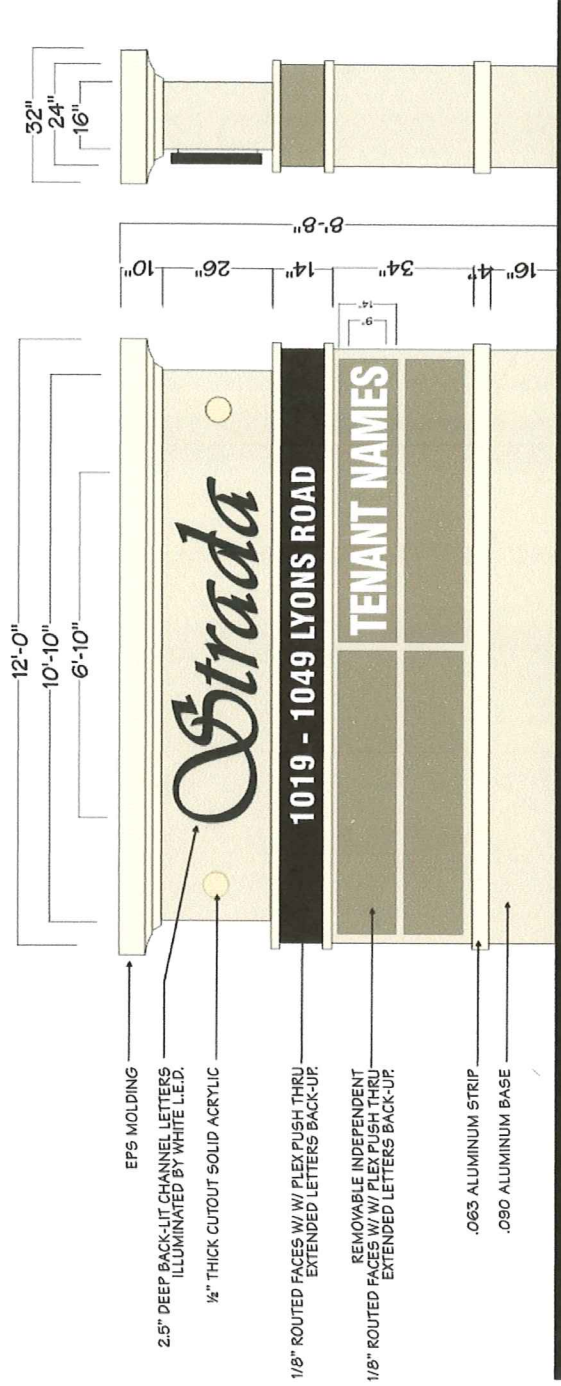 12'-0"
10'-10"
6'-10"
32"
24"
16"
EPS MOLDING
2.5" DEEP BACK-LIT CHANNEL LETTERS
ILLUMINATED BY WHITE L.E.D.
½" THICK CUTOUT SOLID ACRYLIC
1/8" ROUTED FACES W/ W/ PLEX PUSH THRU
EXTENDED LETTERS BACK-UP.
REMOVABLE INDEPENDENT
1/8" ROUTED FACES W/ W/ PLEX PUSH THRU
EXTENDED LETTERS BACK-UP.
.063 ALUMINUM STRIP
.090 ALUMINUM BASE
Strada
1019 - 1049 LYONS ROAD
TENANT NAMES
9"
14"
10"
26"
14"
34"
4"
16"
8'-8"